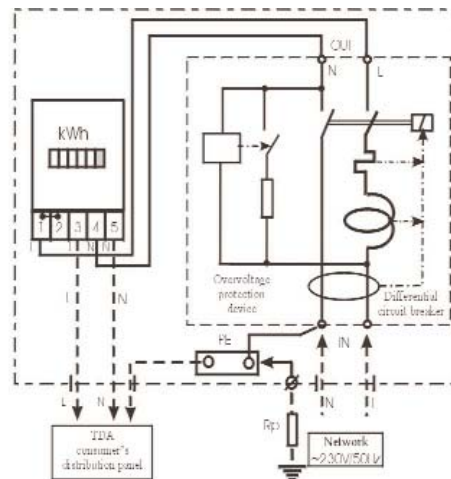 OUI
N L
kWh
1 2 3 4 5
N N
L
N
Overvoltage
protection
device
Differential
circuit breaker
PE
IN
L N
N
Rp
TDA
consumer's
distribution panel
Network
~230V/50Hz